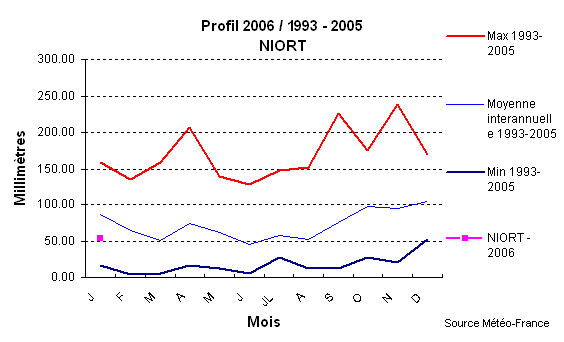 Profil 2006 / 1993 - 2005
NIORT
Max 1993-
2005
Moyenne
interannuell
e 1993-2005
Min 1993-
2005
NIORT -
2006
Millimètres
300.00
250.00
200.00
150.00
100.00
50.00
0.00
J F M A M J JL A S O N D
Mois
Source Météo-France